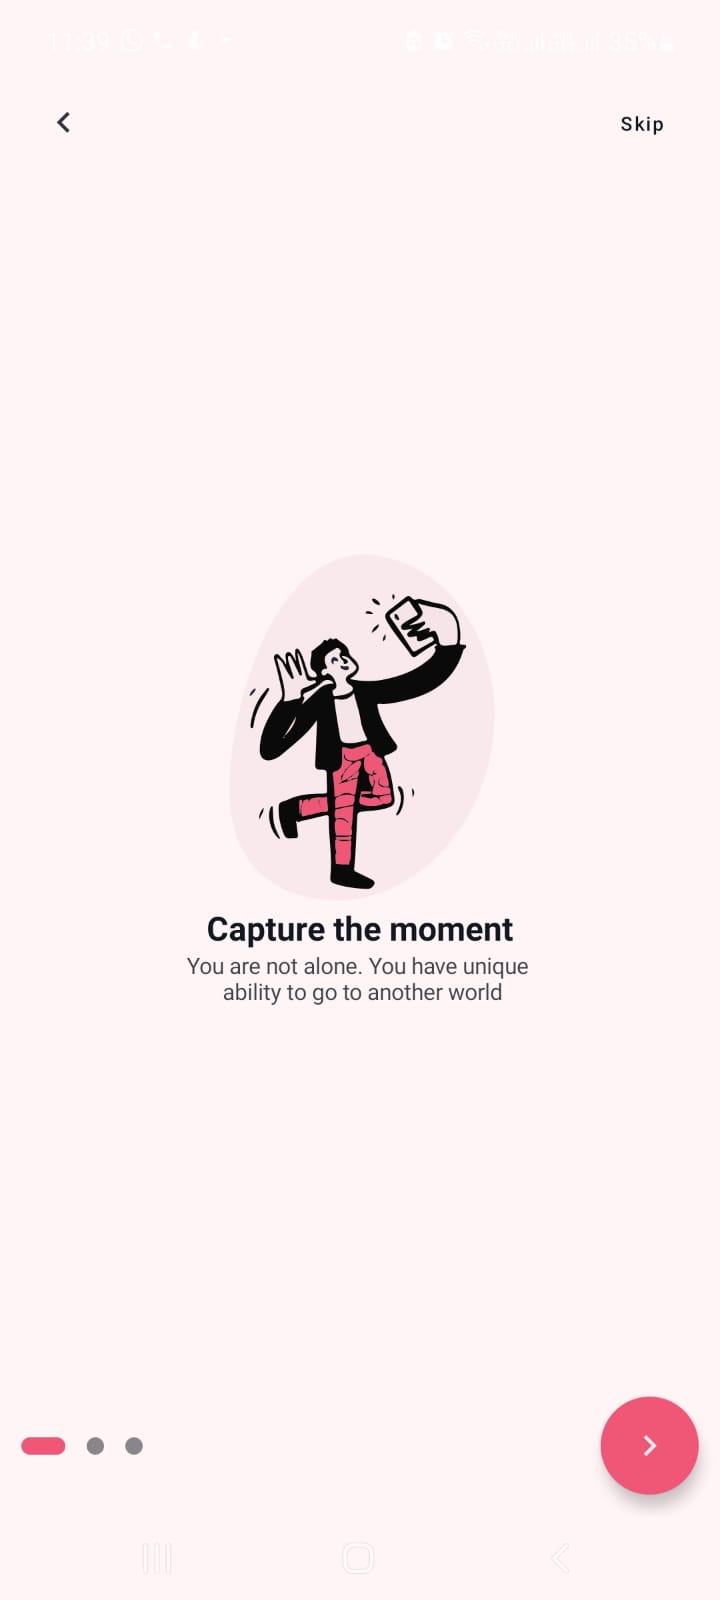 11:39
35%
Skip
Capture the moment
You are not alone. You have unique
ability to go to another world